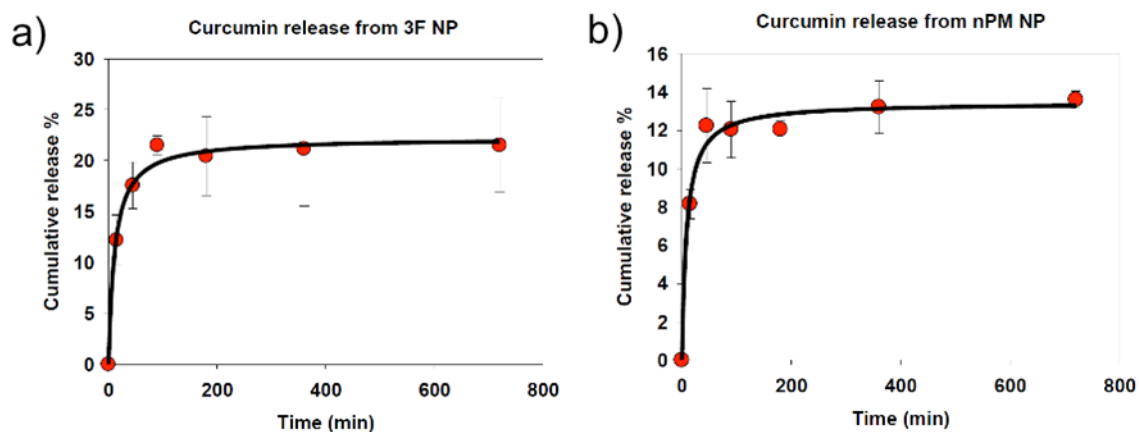 a)
Curcumin release from 3F NP
30
25
20
15
10
5
0
Cumulative release %
0 200 400 600 800
Time (min)
b)
Curcumin release from nPM NP
16
14
12
10
8
6
4
2
0
Cumulative release %
0 200 400 600 800
Time (min)